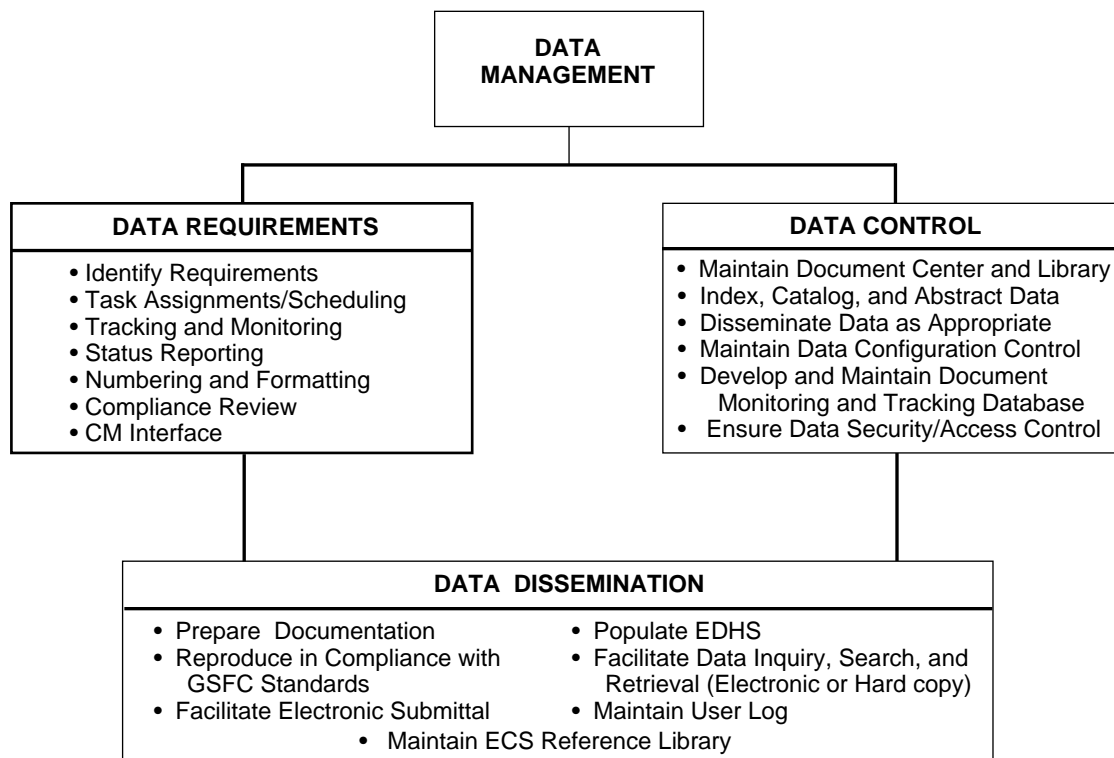 DATA
MANAGEMENT
DATA REQUIREMENTS
• Identify Requirements
• Task Assignments/Scheduling
• Tracking and Monitoring
• Status Reporting
• Numbering and Formatting
• Compliance Review
• CM Interface
DATA CONTROL
• Maintain Document Center and Library
• Index, Catalog, and Abstract Data
• Disseminate Data as Appropriate
• Maintain Data Configuration Control
• Develop and Maintain Document
Monitoring and Tracking Database
• Ensure Data Security/Access Control
DATA DISSEMINATION
• Prepare Documentation
• Reproduce in Compliance with
GSFC Standards
• Facilitate Electronic Submittal
• Populate EDHS
• Facilitate Data Inquiry, Search, and
Retrieval (Electronic or Hard copy)
• Maintain User Log
• Maintain ECS Reference Library